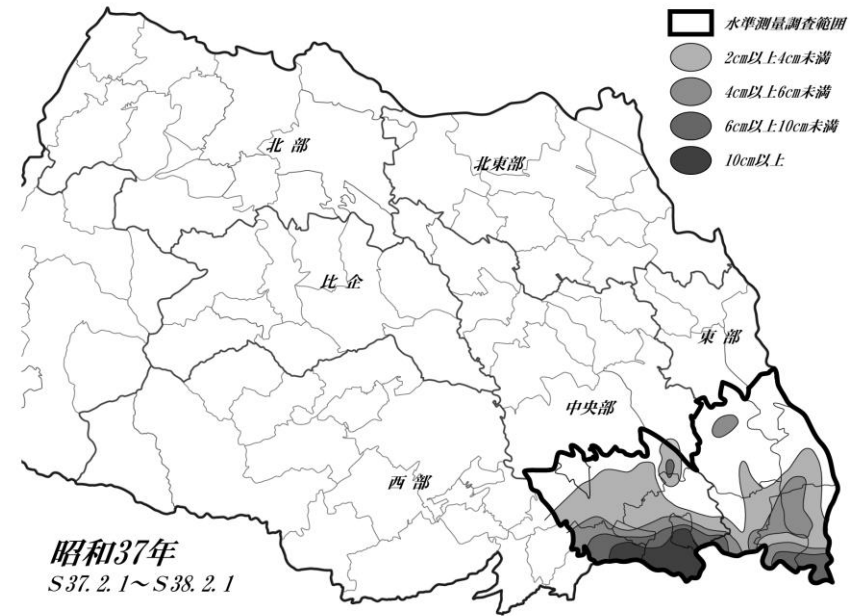 水準測量調査範囲
2cm以上4cm未満
4cm以上6cm未満
6cm以上10cm未満
10cm以上
北部
北東部
比企
東部
中央部
西部
昭和37年
S37.2.1～S38.2.1